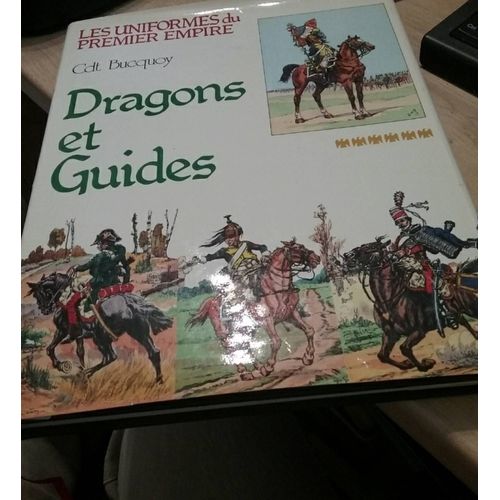 LES UNIFORMES du
PREMIER EMPIRE
Cdt. Bucquoy
Dragons
et
Guides